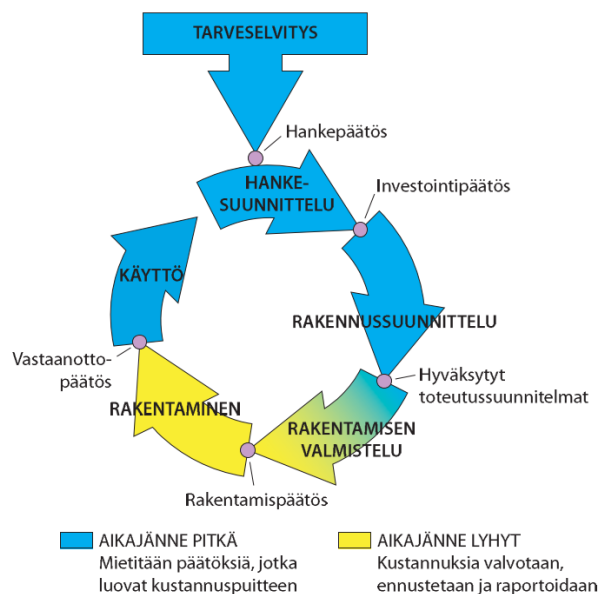 TARVESELVITYS
Hankepäätös
HANKE-
SUUNNITTELU
Investointipäätös
RAKENNUSSUUNNITTELU
Hyväksytyt
toteutussuunnitelmat
RAKENTAMISEN
VALMISTELU
Rakentamispäätös
RAKENTAMINEN
Vastaanotto-
päätös
KÄYTTÖ
AIKAJÄNNE PITKÄ
Mietitään päätöksiä, jotka
luovat kustannuspuitteen
AIKAJÄNNE LYHYT
Kustannuksia valvotaan,
ennustetaan ja raportoidaan